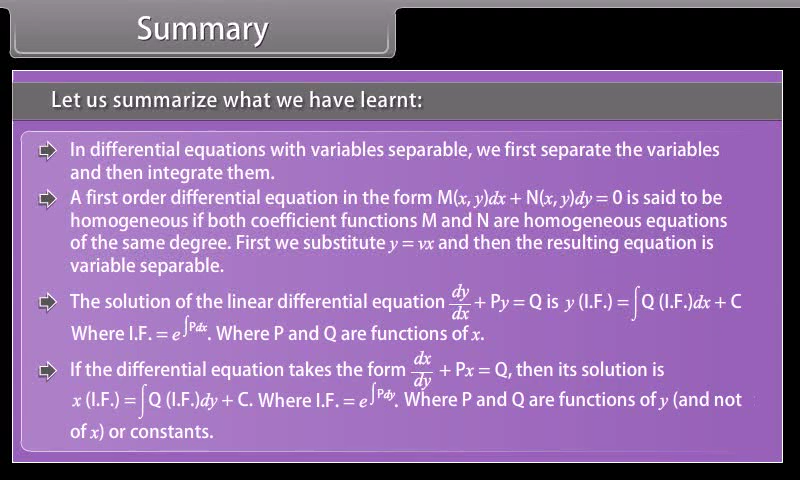 Summary
Let us summarize what we have learnt:
In differential equations with variables separable, we first separate the variables
and then integrate them.
A first order differential equation in the form M(x, y)dx + N(x, y)dy = 0 is said to be
homogeneous if both coefficient functions M and N are homogeneous equations
of the same degree. First we substitute y = vx and then the resulting equation is
variable separable.
The solution of the linear differential equation dy/dx + Py = Q is y (I.F.) = ∫Q (I.F.)dx + C
Where I.F. = e^∫Pdx. Where P and Q are functions of x.
If the differential equation takes the form dx/dy + Px = Q, then its solution is
x (I.F.) = ∫Q (I.F.)dy + C. Where I.F. = e^∫Pdy. Where P and Q are functions of y (and not
of x) or constants.